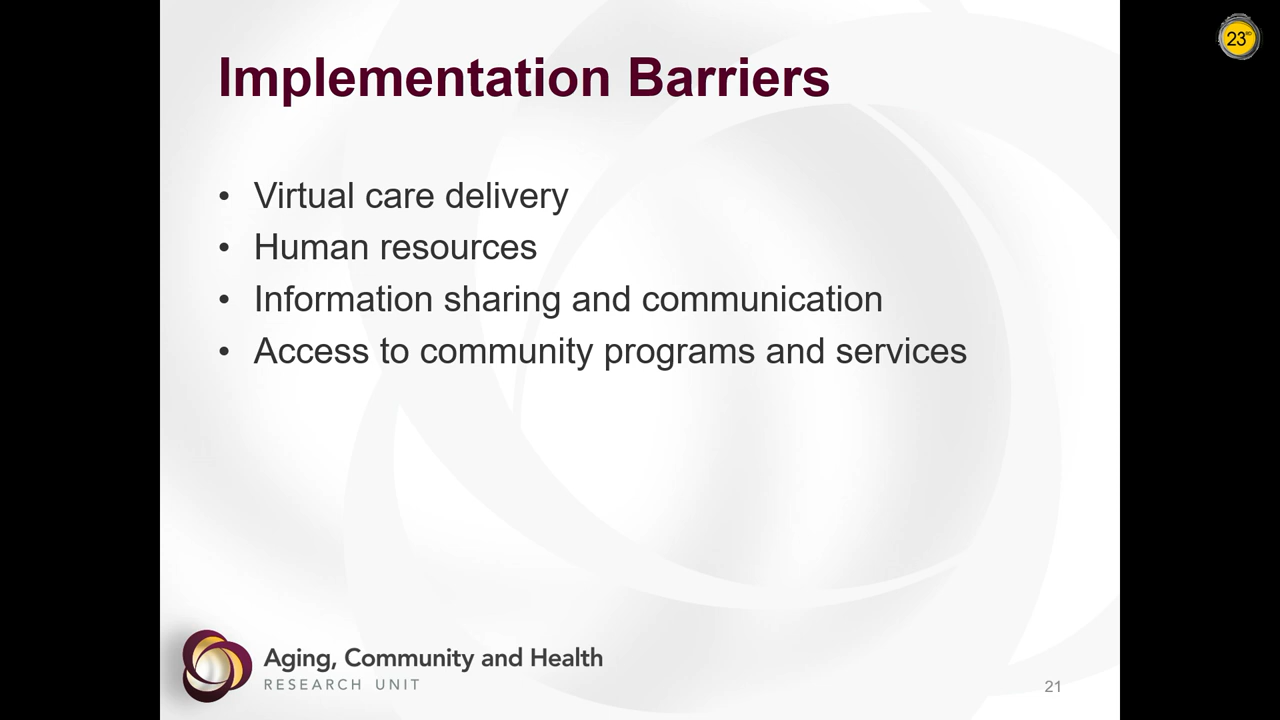 23RD
Implementation Barriers
• Virtual care delivery
• Human resources
• Information sharing and communication
• Access to community programs and services
Aging, Community and Health
RESEARCH UNIT
21